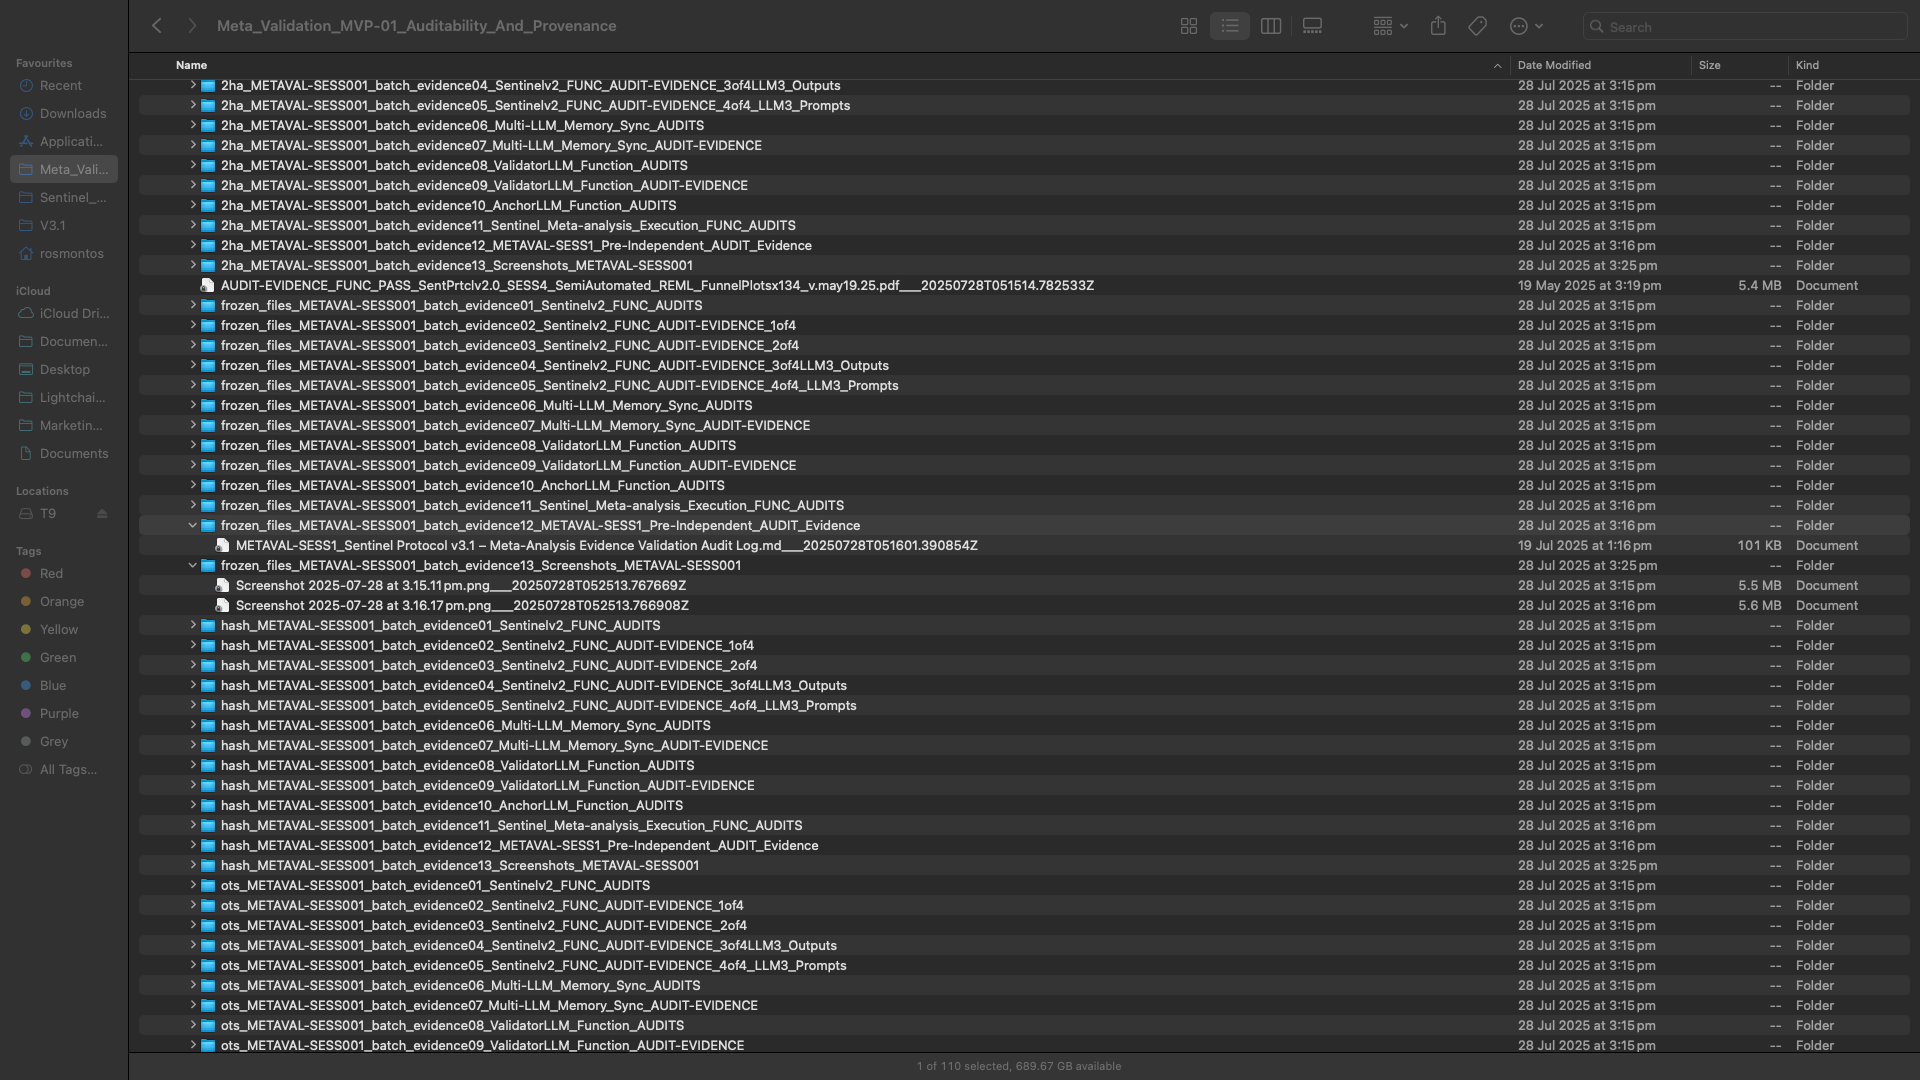 Meta_Validation_MVP-01_Auditability_And_Provenance
Search
Favourites
Recent
Downloads
Applicati...
Meta_Vali...
Sentinel_...
V3.1
rosmontos
iCloud
iCloud Dri...
Documen...
Desktop
Lightchai...
Marketin...
Documents
Locations
T9
Tags
Red
Orange
Yellow
Green
Blue
Purple
Grey
All Tags...
Name Date Modified Size Kind
2ha_METAVAL-SESS001_batch_evidence04_Sentinelv2_FUNC_AUDIT-EVIDENCE_3of4LLM3_Outputs 28 Jul 2025 at 3:15 pm -- Folder
2ha_METAVAL-SESS001_batch_evidence05_Sentinelv2_FUNC_AUDIT-EVIDENCE_4of4_LLM3_Prompts 28 Jul 2025 at 3:15 pm -- Folder
2ha_METAVAL-SESS001_batch_evidence06_Multi-LLM_Memory_Sync_AUDITS 28 Jul 2025 at 3:15 pm -- Folder
2ha_METAVAL-SESS001_batch_evidence07_Multi-LLM_Memory_Sync_AUDIT-EVIDENCE 28 Jul 2025 at 3:15 pm -- Folder
2ha_METAVAL-SESS001_batch_evidence08_ValidatorLLM_Function_AUDITS 28 Jul 2025 at 3:15 pm -- Folder
2ha_METAVAL-SESS001_batch_evidence09_ValidatorLLM_Function_AUDIT-EVIDENCE 28 Jul 2025 at 3:15 pm -- Folder
2ha_METAVAL-SESS001_batch_evidence10_AnchorLLM_Function_AUDITS 28 Jul 2025 at 3:15 pm -- Folder
2ha_METAVAL-SESS001_batch_evidence11_Sentinel_Meta-analysis_Execution_FUNC_AUDITS 28 Jul 2025 at 3:15 pm -- Folder
2ha_METAVAL-SESS001_batch_evidence12_METAVAL-SESS1_Pre-Independent_AUDIT_Evidence 28 Jul 2025 at 3:16 pm -- Folder
2ha_METAVAL-SESS001_batch_evidence13_Screenshots_METAVAL-SESS001 28 Jul 2025 at 3:25 pm -- Folder
AUDIT-EVIDENCE_FUNC_PASS_SentPrtclv2.0_SESS4_SemiAutomated_REML_FunnelPlotsx134_v.may19.25.pdf___20250728T051514.782533Z 19 May 2025 at 3:19 pm 5.4 MB Document
frozen_files_METAVAL-SESS001_batch_evidence01_Sentinelv2_FUNC_AUDITS 28 Jul 2025 at 3:15 pm -- Folder
frozen_files_METAVAL-SESS001_batch_evidence02_Sentinelv2_FUNC_AUDIT-EVIDENCE_1of4 28 Jul 2025 at 3:15 pm -- Folder
frozen_files_METAVAL-SESS001_batch_evidence03_Sentinelv2_FUNC_AUDIT-EVIDENCE_2of4 28 Jul 2025 at 3:15 pm -- Folder
frozen_files_METAVAL-SESS001_batch_evidence04_Sentinelv2_FUNC_AUDIT-EVIDENCE_3of4LLM3_Outputs 28 Jul 2025 at 3:15 pm -- Folder
frozen_files_METAVAL-SESS001_batch_evidence05_Sentinelv2_FUNC_AUDIT-EVIDENCE_4of4_LLM3_Prompts 28 Jul 2025 at 3:15 pm -- Folder
frozen_files_METAVAL-SESS001_batch_evidence06_Multi-LLM_Memory_Sync_AUDITS 28 Jul 2025 at 3:15 pm -- Folder
frozen_files_METAVAL-SESS001_batch_evidence07_Multi-LLM_Memory_Sync_AUDIT-EVIDENCE 28 Jul 2025 at 3:15 pm -- Folder
frozen_files_METAVAL-SESS001_batch_evidence08_ValidatorLLM_Function_AUDITS 28 Jul 2025 at 3:15 pm -- Folder
frozen_files_METAVAL-SESS001_batch_evidence09_ValidatorLLM_Function_AUDIT-EVIDENCE 28 Jul 2025 at 3:15 pm -- Folder
frozen_files_METAVAL-SESS001_batch_evidence10_AnchorLLM_Function_AUDITS 28 Jul 2025 at 3:15 pm -- Folder
frozen_files_METAVAL-SESS001_batch_evidence11_Sentinel_Meta-analysis_Execution_FUNC_AUDITS 28 Jul 2025 at 3:16 pm -- Folder
frozen_files_METAVAL-SESS001_batch_evidence12_METAVAL-SESS1_Pre-Independent_AUDIT_Evidence 28 Jul 2025 at 3:16 pm -- Folder
METAVAL-SESS1_Sentinel Protocol v3.1 – Meta-Analysis Evidence Validation Audit Log.md___20250728T051601.390854Z 19 Jul 2025 at 1:16 pm 101 KB Document
frozen_files_METAVAL-SESS001_batch_evidence13_Screenshots_METAVAL-SESS001 28 Jul 2025 at 3:25 pm -- Folder
Screenshot 2025-07-28 at 3.15.11 pm.png___20250728T052513.767669Z 28 Jul 2025 at 3:15 pm 5.5 MB Document
Screenshot 2025-07-28 at 3.16.17 pm.png___20250728T052513.766908Z 28 Jul 2025 at 3:16 pm 5.6 MB Document
hash_METAVAL-SESS001_batch_evidence01_Sentinelv2_FUNC_AUDITS 28 Jul 2025 at 3:15 pm -- Folder
hash_METAVAL-SESS001_batch_evidence02_Sentinelv2_FUNC_AUDIT-EVIDENCE_1of4 28 Jul 2025 at 3:15 pm -- Folder
hash_METAVAL-SESS001_batch_evidence03_Sentinelv2_FUNC_AUDIT-EVIDENCE_2of4 28 Jul 2025 at 3:15 pm -- Folder
hash_METAVAL-SESS001_batch_evidence04_Sentinelv2_FUNC_AUDIT-EVIDENCE_3of4LLM3_Outputs 28 Jul 2025 at 3:15 pm -- Folder
hash_METAVAL-SESS001_batch_evidence05_Sentinelv2_FUNC_AUDIT-EVIDENCE_4of4_LLM3_Prompts 28 Jul 2025 at 3:15 pm -- Folder
hash_METAVAL-SESS001_batch_evidence06_Multi-LLM_Memory_Sync_AUDITS 28 Jul 2025 at 3:15 pm -- Folder
hash_METAVAL-SESS001_batch_evidence07_Multi-LLM_Memory_Sync_AUDIT-EVIDENCE 28 Jul 2025 at 3:15 pm -- Folder
hash_METAVAL-SESS001_batch_evidence08_ValidatorLLM_Function_AUDITS 28 Jul 2025 at 3:15 pm -- Folder
hash_METAVAL-SESS001_batch_evidence09_ValidatorLLM_Function_AUDIT-EVIDENCE 28 Jul 2025 at 3:15 pm -- Folder
hash_METAVAL-SESS001_batch_evidence10_AnchorLLM_Function_AUDITS 28 Jul 2025 at 3:15 pm -- Folder
hash_METAVAL-SESS001_batch_evidence11_Sentinel_Meta-analysis_Execution_FUNC_AUDITS 28 Jul 2025 at 3:16 pm -- Folder
hash_METAVAL-SESS001_batch_evidence12_METAVAL-SESS1_Pre-Independent_AUDIT_Evidence 28 Jul 2025 at 3:16 pm -- Folder
hash_METAVAL-SESS001_batch_evidence13_Screenshots_METAVAL-SESS001 28 Jul 2025 at 3:25 pm -- Folder
ots_METAVAL-SESS001_batch_evidence01_Sentinelv2_FUNC_AUDITS 28 Jul 2025 at 3:15 pm -- Folder
ots_METAVAL-SESS001_batch_evidence02_Sentinelv2_FUNC_AUDIT-EVIDENCE_1of4 28 Jul 2025 at 3:15 pm -- Folder
ots_METAVAL-SESS001_batch_evidence03_Sentinelv2_FUNC_AUDIT-EVIDENCE_2of4 28 Jul 2025 at 3:15 pm -- Folder
ots_METAVAL-SESS001_batch_evidence04_Sentinelv2_FUNC_AUDIT-EVIDENCE_3of4LLM3_Outputs 28 Jul 2025 at 3:15 pm -- Folder
ots_METAVAL-SESS001_batch_evidence05_Sentinelv2_FUNC_AUDIT-EVIDENCE_4of4_LLM3_Prompts 28 Jul 2025 at 3:15 pm -- Folder
ots_METAVAL-SESS001_batch_evidence06_Multi-LLM_Memory_Sync_AUDITS 28 Jul 2025 at 3:15 pm -- Folder
ots_METAVAL-SESS001_batch_evidence07_Multi-LLM_Memory_Sync_AUDIT-EVIDENCE 28 Jul 2025 at 3:15 pm -- Folder
ots_METAVAL-SESS001_batch_evidence08_ValidatorLLM_Function_AUDITS 28 Jul 2025 at 3:15 pm -- Folder
ots_METAVAL-SESS001_batch_evidence09_ValidatorLLM_Function_AUDIT-EVIDENCE 28 Jul 2025 at 3:15 pm -- Folder
1 of 110 selected, 689.67 GB available